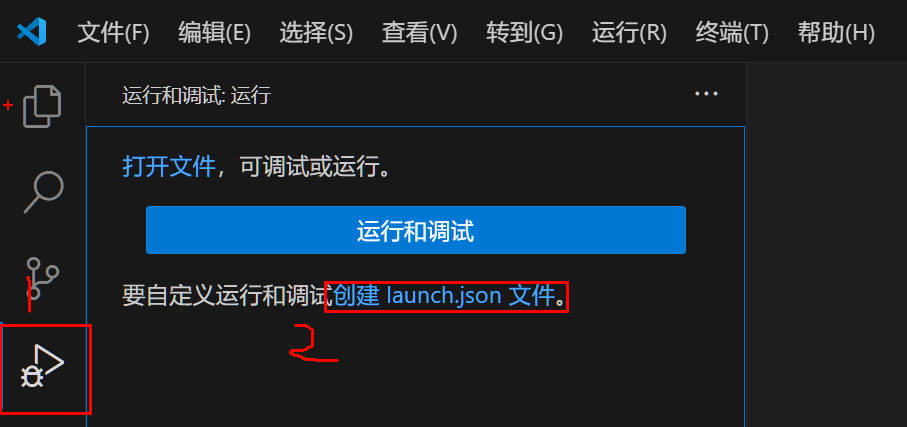 文件(F) 编辑(E) 选择(S) 查看(V) 转到(G) 运行(R) 终端(T) 帮助(H)
运行和调试: 运行 ...
打开文件，可调试或运行。
运行和调试
要自定义运行和调试创建 launch.json 文件。
1
2